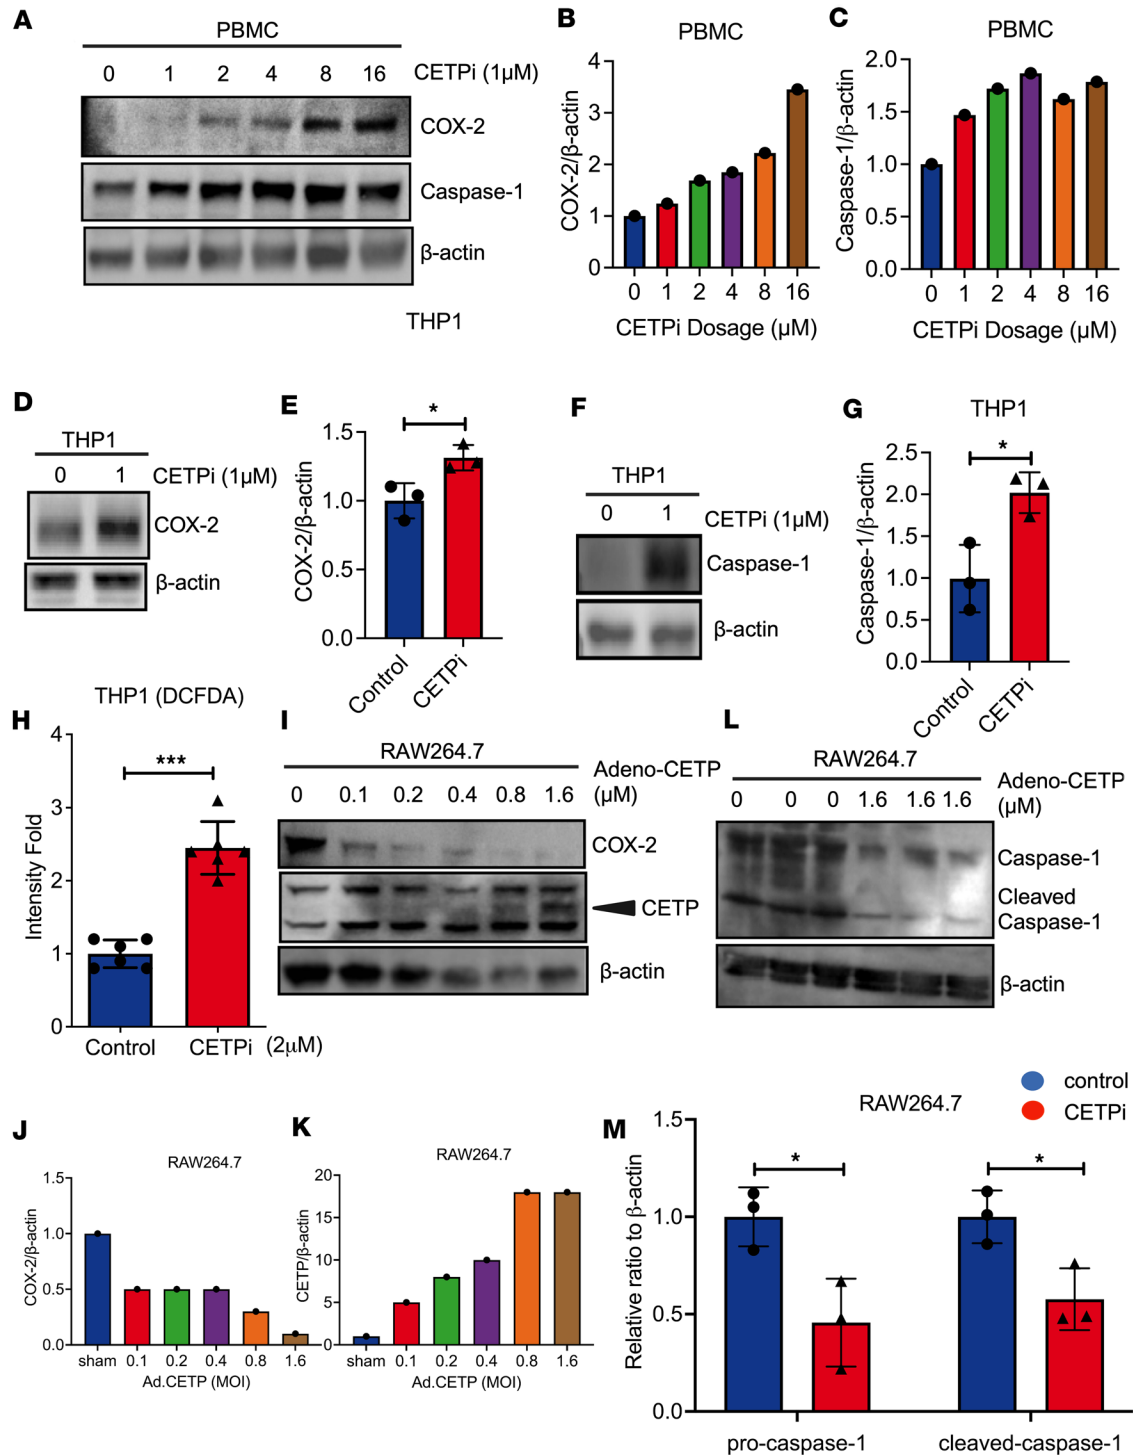 A
PBMC
0 1 2 4 8 16 CETPi (1μM)
COX-2
Caspase-1
β-actin
THP1
B
PBMC
COX-2/β-actin
4
3
2
1
0
0 1 2 4 8 16
CETPi Dosage (μM)
C
PBMC
Caspase-1/β-actin
2.0
1.5
1.0
0.5
0.0
0 1 2 4 8 16
CETPi Dosage (μM)
D
THP1
0 1 CETPi (1μM)
COX-2
β-actin
E
*
COX-2/β-actin
1.5
1.0
0.5
0.0
Control CETPi
F
THP1
0 1 CETPi (1μM)
Caspase-1
β-actin
G
THP1
*
Caspase-1/β-actin
2.5
2.0
1.5
1.0
0.5
0.0
Control CETPi
H
THP1 (DCFDA)
***
Intensity Fold
4
3
2
1
0
Control CETPi (2μM)
I
RAW264.7
Adeno-CETP
(μM)
0 0.1 0.2 0.4 0.8 1.6
COX-2
CETP
β-actin
L
RAW264.7
Adeno-CETP
(μM)
0 0 0 1.6 1.6 1.6
Caspase-1
Cleaved
Caspase-1
β-actin
J
RAW264.7
COX-2/β-actin
1.5
1.0
0.5
0.0
sham 0.1 0.2 0.4 0.8 1.6
Ad.CETP (MOI)
K
RAW264.7
CETP/β-actin
20
15
10
5
0
sham 0.1 0.2 0.4 0.8 1.6
Ad.CETP (MOI)
M
RAW264.7
control
CETPi
* *
Relative ratio to β-actin
1.5
1.0
0.5
0.0
pro-caspase-1 cleaved-caspase-1